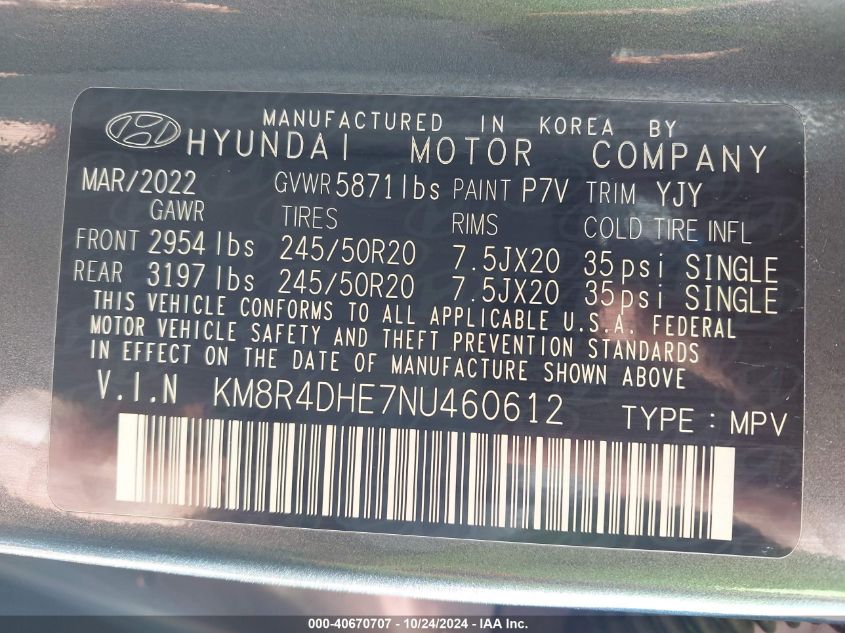 MANUFACTURED IN KOREA BY
HYUNDAI MOTOR COMPANY
MAR/2022 GVWR 5871lbs PAINT P7V TRIM YJY
GAWR TIRES RIMS COLD TIRE INFL
FRONT 2954 lbs 245/50R20 7.5JX20 35psi SINGLE
REAR 3197 lbs 245/50R20 7.5JX20 35psi SINGLE
THIS VEHICLE CONFORMS TO ALL APPLICABLE U.S.A. FEDERAL
MOTOR VEHICLE SAFETY AND THEFT PREVENTION STANDARDS
IN EFFECT ON THE DATE OF MANUFACTURE SHOWN ABOVE.
V.I.N KM8R4DHE7NU460612 TYPE : MPV
000-40670707 - 10/24/2024 - IAA Inc.